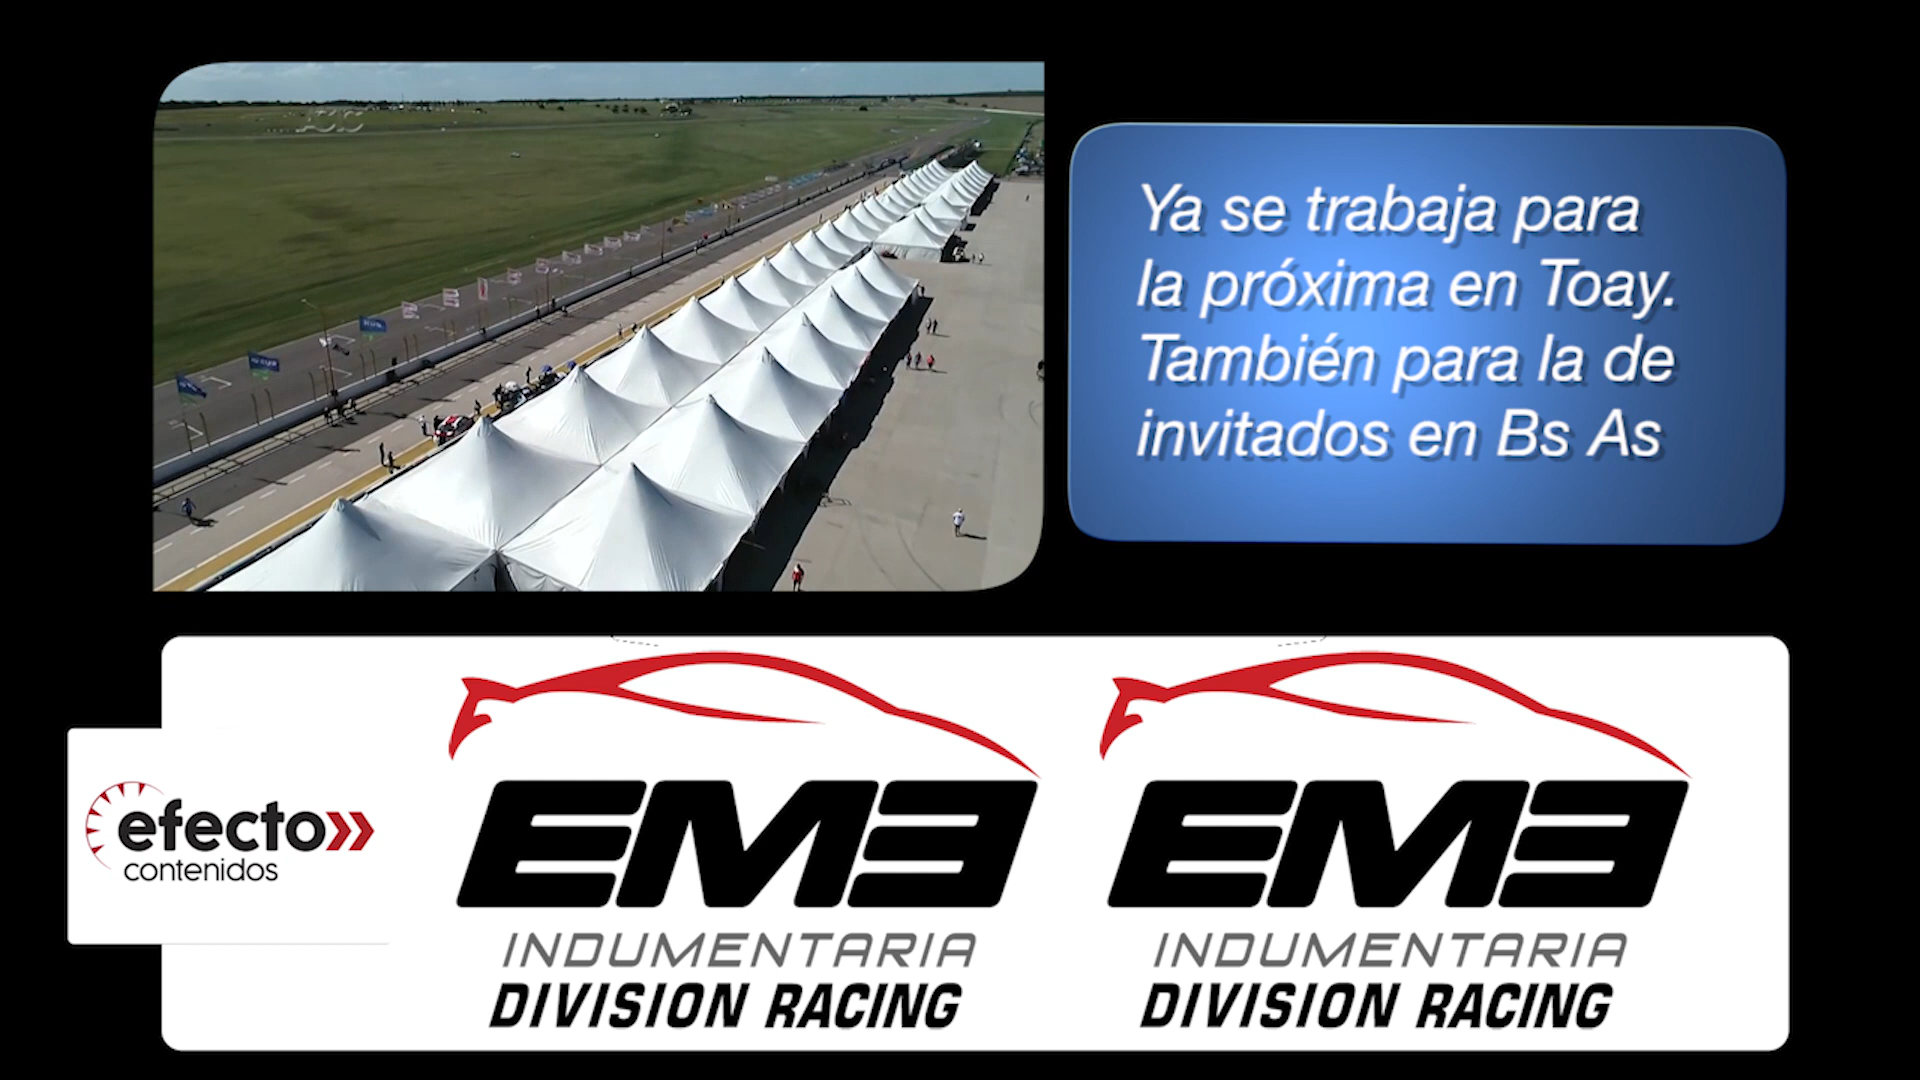 Ya se trabaja para
la próxima en Toay.
También para la de
invitados en Bs As
efecto
contenidos
EM3
INDUMENTARIA
DIVISION RACING
EM3
INDUMENTARIA
DIVISION RACING